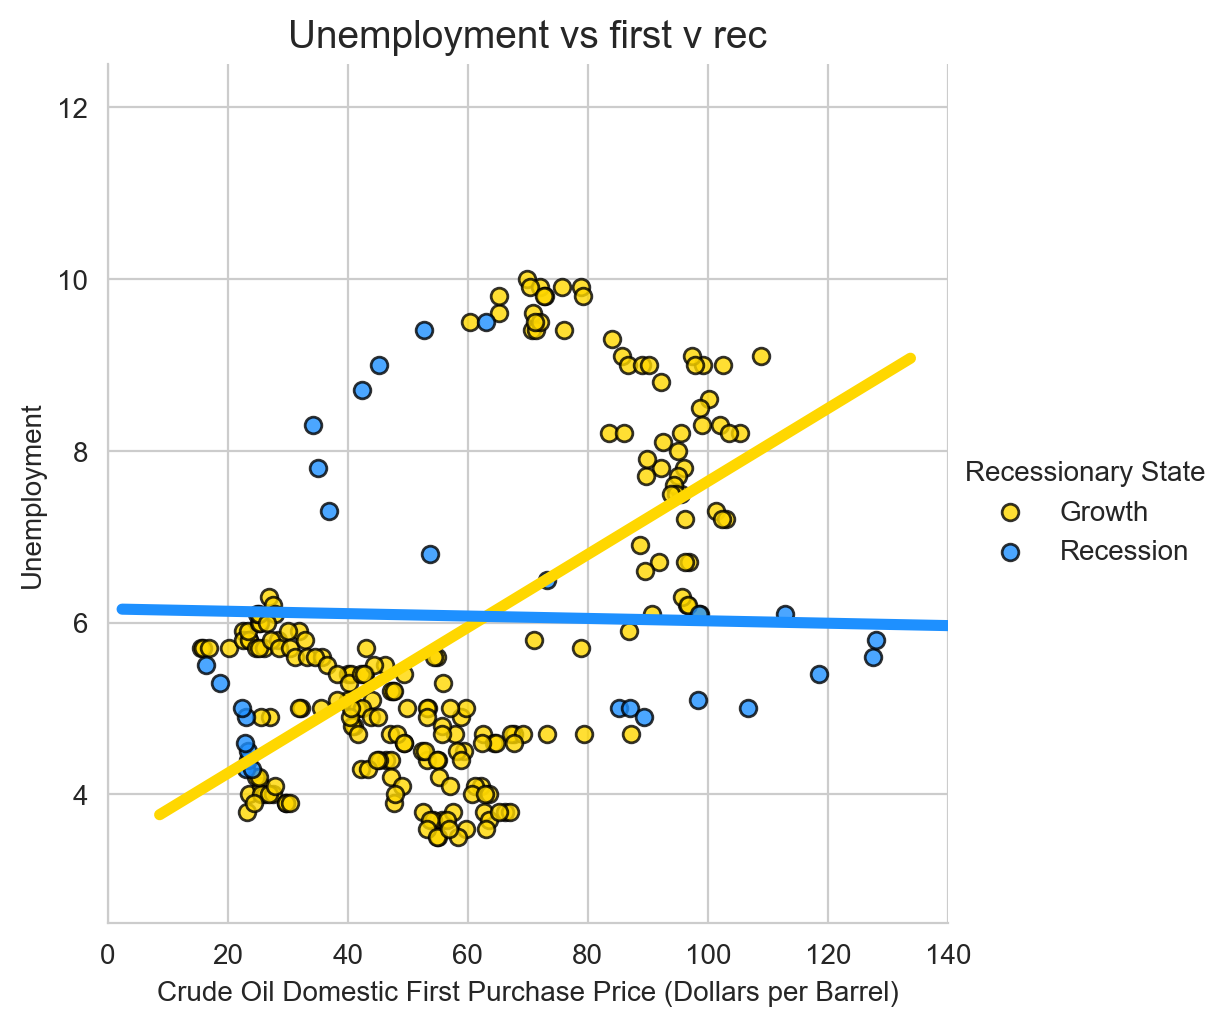 Unemployment vs first v rec
12
10
8
6
4
Unemployment
0 20 40 60 80 100 120 140
Crude Oil Domestic First Purchase Price (Dollars per Barrel)
Recessionary State
Growth
Recession